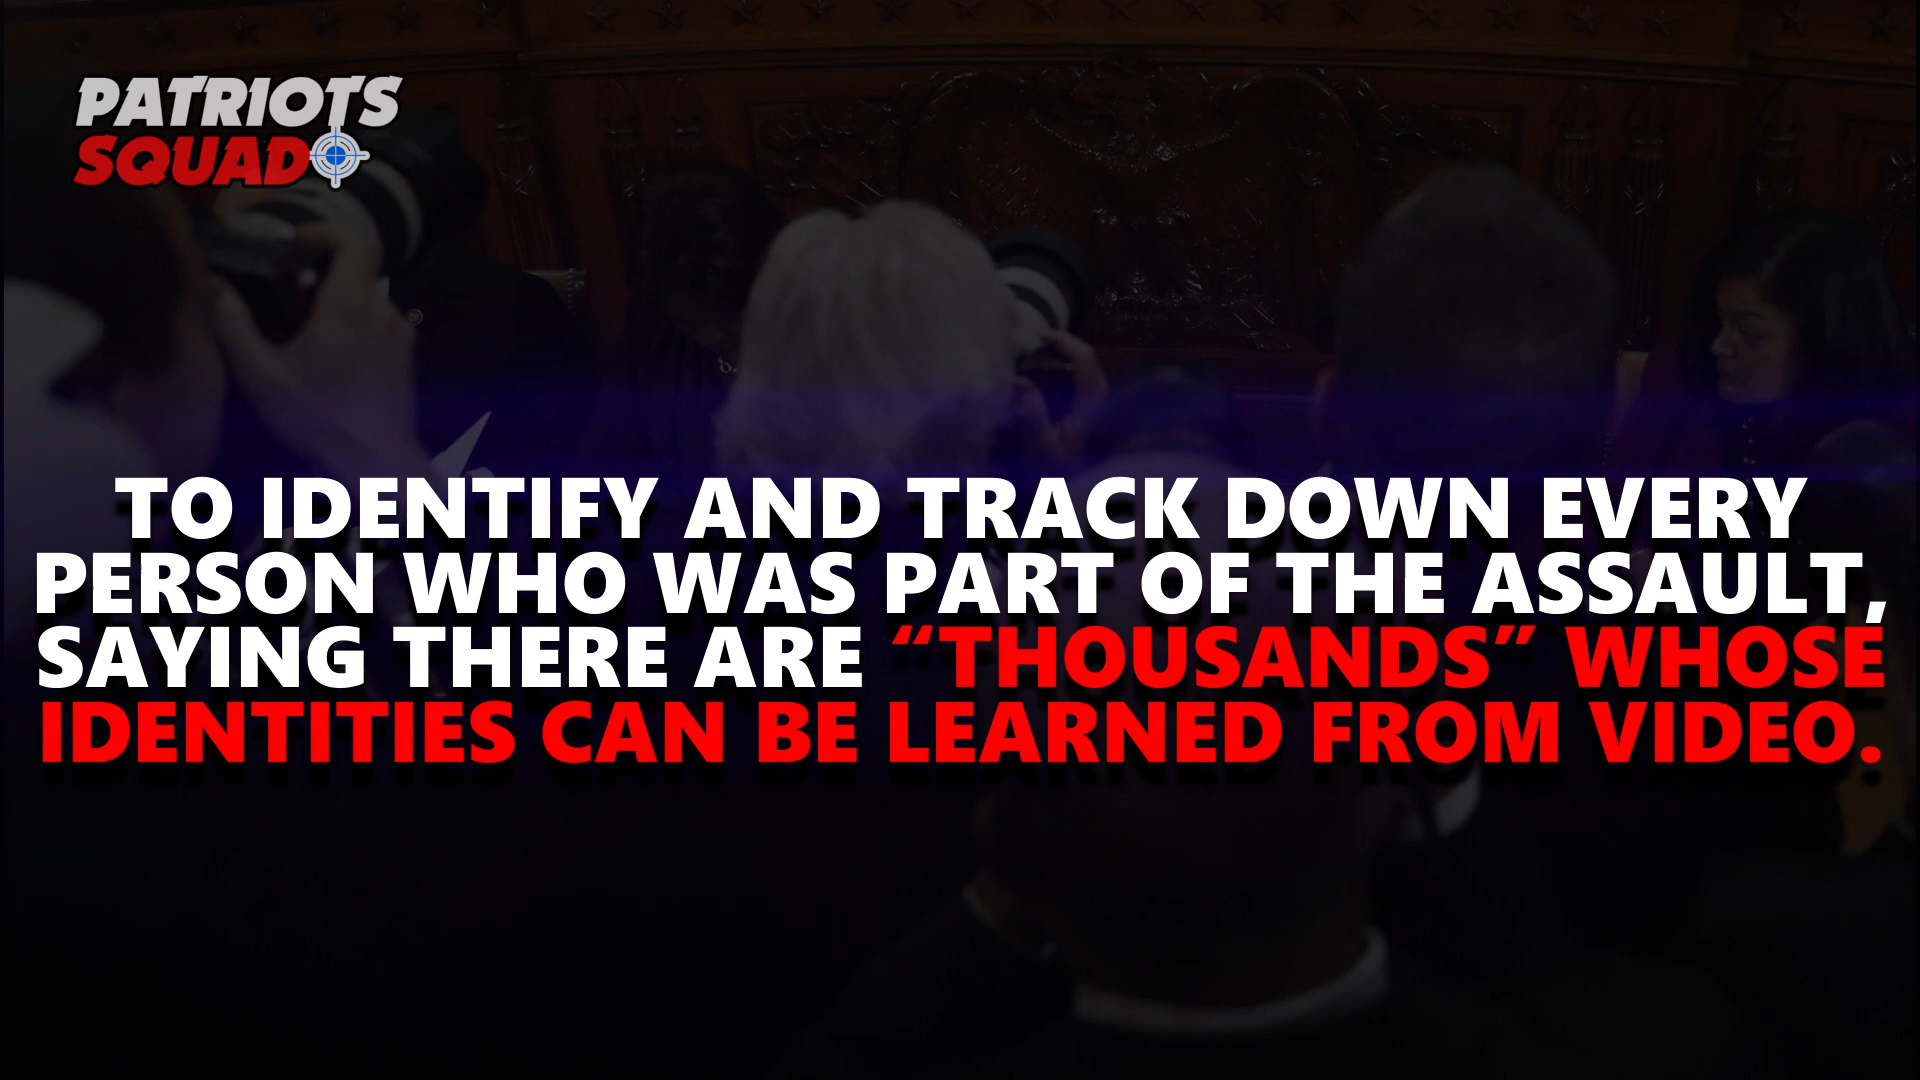 PATRIOTS
SQUAD
TO IDENTIFY AND TRACK DOWN EVERY
PERSON WHO WAS PART OF THE ASSAULT,
SAYING THERE ARE “THOUSANDS” WHOSE
IDENTITIES CAN BE LEARNED FROM VIDEO.